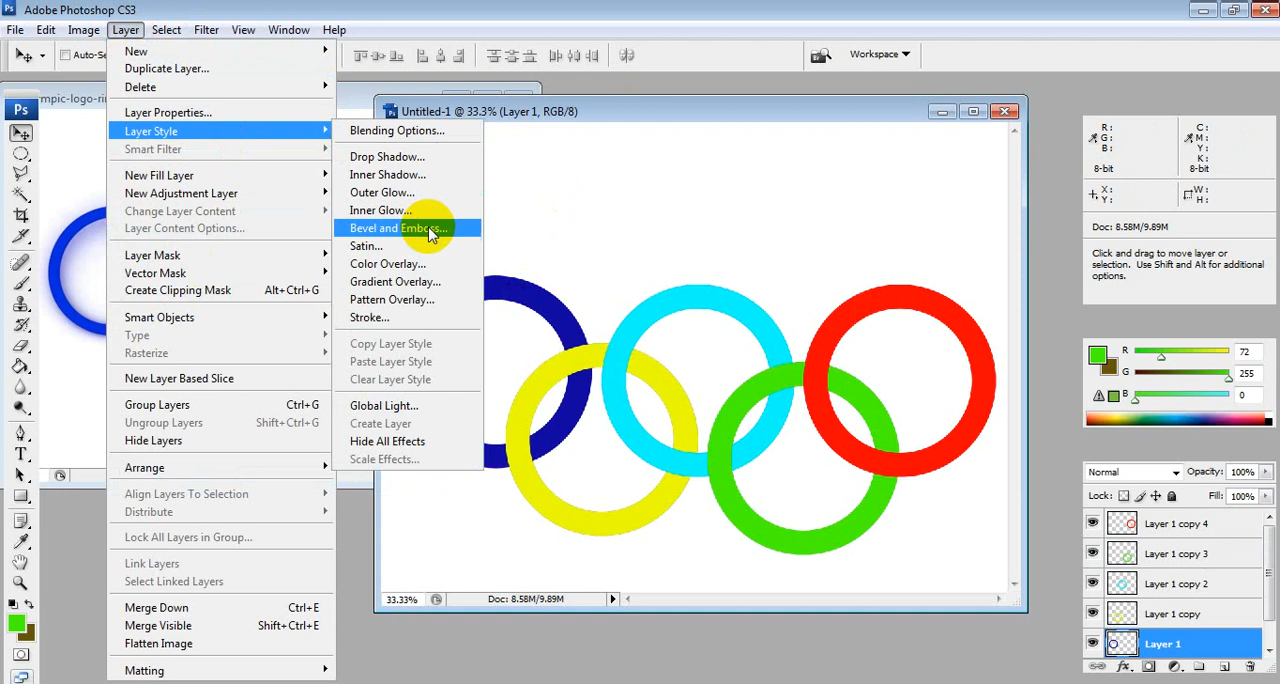 Adobe Photoshop CS3
File Edit Image Layer Select Filter View Window Help
Auto-Se
Workspace
mpic-logo-rin
Untitled-1 @ 33.3% (Layer 1, RGB/8)
Ps
New
Duplicate Layer...
Delete
Layer Properties...
Layer Style
Smart Filter
New Fill Layer
New Adjustment Layer
Change Layer Content
Layer Content Options...
Layer Mask
Vector Mask
Create Clipping Mask Alt+Ctrl+G
Smart Objects
Type
Rasterize
New Layer Based Slice
Group Layers Ctrl+G
Ungroup Layers Shift+Ctrl+G
Hide Layers
Arrange
Align Layers To Selection
Distribute
Lock All Layers in Group...
Link Layers
Select Linked Layers
Merge Down Ctrl+E
Merge Visible Shift+Ctrl+E
Flatten Image
Matting
Blending Options...
Drop Shadow...
Inner Shadow...
Outer Glow...
Inner Glow...
Bevel and Emboss...
Satin...
Color Overlay...
Gradient Overlay...
Pattern Overlay...
Stroke...
Copy Layer Style
Paste Layer Style
Clear Layer Style
Global Light...
Create Layer
Hide All Effects
Scale Effects...
33.33% Doc: 8.58M/9.89M
R: C:
G: M:
B: Y:
K:
8-bit 8-bit
X: W:
Y: H:
Doc: 8.58M/9.89M
Click and drag to move layer or
selection. Use Shift and Alt for additional
options.
R 72
G 255
B 0
Normal Opacity: 100%
Lock: Fill: 100%
Layer 1 copy 4
Layer 1 copy 3
Layer 1 copy 2
Layer 1 copy
Layer 1